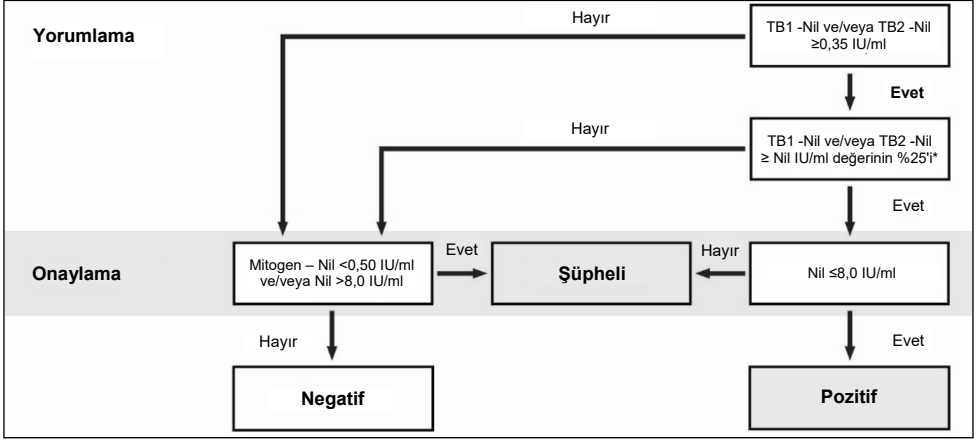 Yorumlama
Hayır
TB1 -Nil ve/veya TB2 -Nil
≥0,35 IU/ml
Evet
Hayır
TB1 -Nil ve/veya TB2 -Nil
≥ Nil IU/ml değerinin %25'i*
Evet
Onaylama
Mitogen – Nil <0,50 IU/ml
ve/veya Nil >8,0 IU/ml
Evet
Şüpheli
Hayır
Nil ≤8,0 IU/ml
Hayır
Evet
Negatif
Pozitif